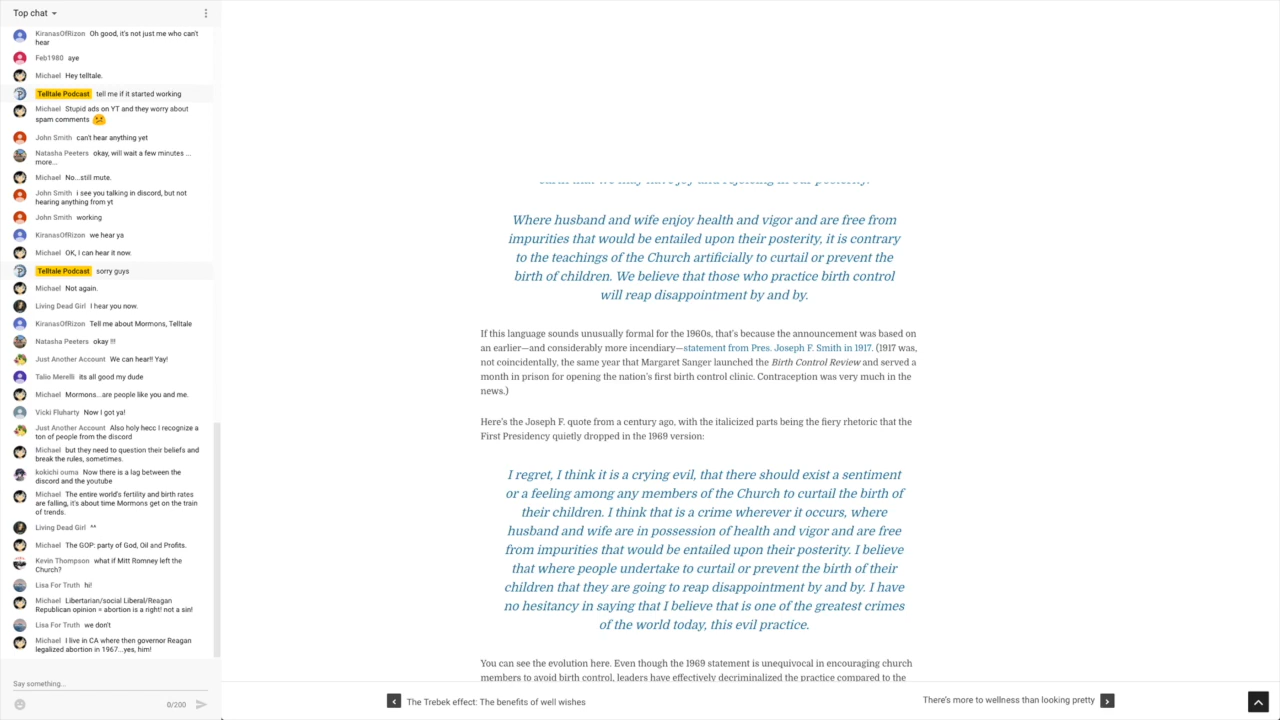 Top chat
KiranasOfRizon Oh good, it's not just me who can't
hear
Feb1980 aye
Michael Hey telltale.
Telltale Podcast tell me if it started working
Michael Stupid ads on YT and they worry about
spam comments
John Smith can't hear anything yet
Natasha Peeters okay, will wait a few minutes ...
more...
Michael No...still mute.
John Smith i see you talking in discord, but not
hearing anything from yt
John Smith working
KiranasOfRizon we hear ya
Michael OK, I can hear it now.
Telltale Podcast sorry guys
Michael Not again.
Living Dead Girl I hear you now.
KiranasOfRizon Tell me about Mormons, Telltale
Natasha Peeters okay !!!
Just Another Account We can hear!! Yay!
Talio Merelli its all good my dude
Michael Mormons...are people like you and me.
Vicki Fluharty Now I got ya!
Just Another Account Also holy hecc I recognize a
ton of people from the discord
Michael but they need to question their beliefs and
break the rules, sometimes.
kokichi ouma Now there is a lag between the
discord and the youtube
Michael The entire world's fertility and birth rates
are falling, it's about time Mormons get on the train
of trends.
Living Dead Girl ^^
Michael The GOP: party of God, Oil and Profits.
Kevin Thompson what if Mitt Romney left the
Church?
Lisa For Truth hi!
Michael Libertarian/social Liberal/Reagan
Republican opinion = abortion is a right! not a sin!
Lisa For Truth we don't
Michael I live in CA where then governor Reagan
legalized abortion in 1967...yes, him!
Say something...
0/200
earth that we may have joy and rejoicing in our posterity.
Where husband and wife enjoy health and vigor and are free from
impurities that would be entailed upon their posterity, it is contrary
to the teachings of the Church artificially to curtail or prevent the
birth of children. We believe that those who practice birth control
will reap disappointment by and by.
If this language sounds unusually formal for the 1960s, that's because the announcement was based on
an earlier—and considerably more incendiary—statement from Pres. Joseph F. Smith in 1917. (1917 was,
not coincidentally, the same year that Margaret Sanger launched the Birth Control Review and served a
month in prison for opening the nation's first birth control clinic. Contraception was very much in the
news.)
Here's the Joseph F. quote from a century ago, with the italicized parts being the fiery rhetoric that the
First Presidency quietly dropped in the 1969 version:
I regret, I think it is a crying evil, that there should exist a sentiment
or a feeling among any members of the Church to curtail the birth of
their children. I think that is a crime wherever it occurs, where
husband and wife are in possession of health and vigor and are free
from impurities that would be entailed upon their posterity. I believe
that where people undertake to curtail or prevent the birth of their
children that they are going to reap disappointment by and by. I have
no hesitancy in saying that I believe that is one of the greatest crimes
of the world today, this evil practice.
You can see the evolution here. Even though the 1969 statement is unequivocal in encouraging church
members to avoid birth control, leaders have effectively decriminalized the practice compared to the
The Trebek effect: The benefits of well wishes
There's more to wellness than looking pretty